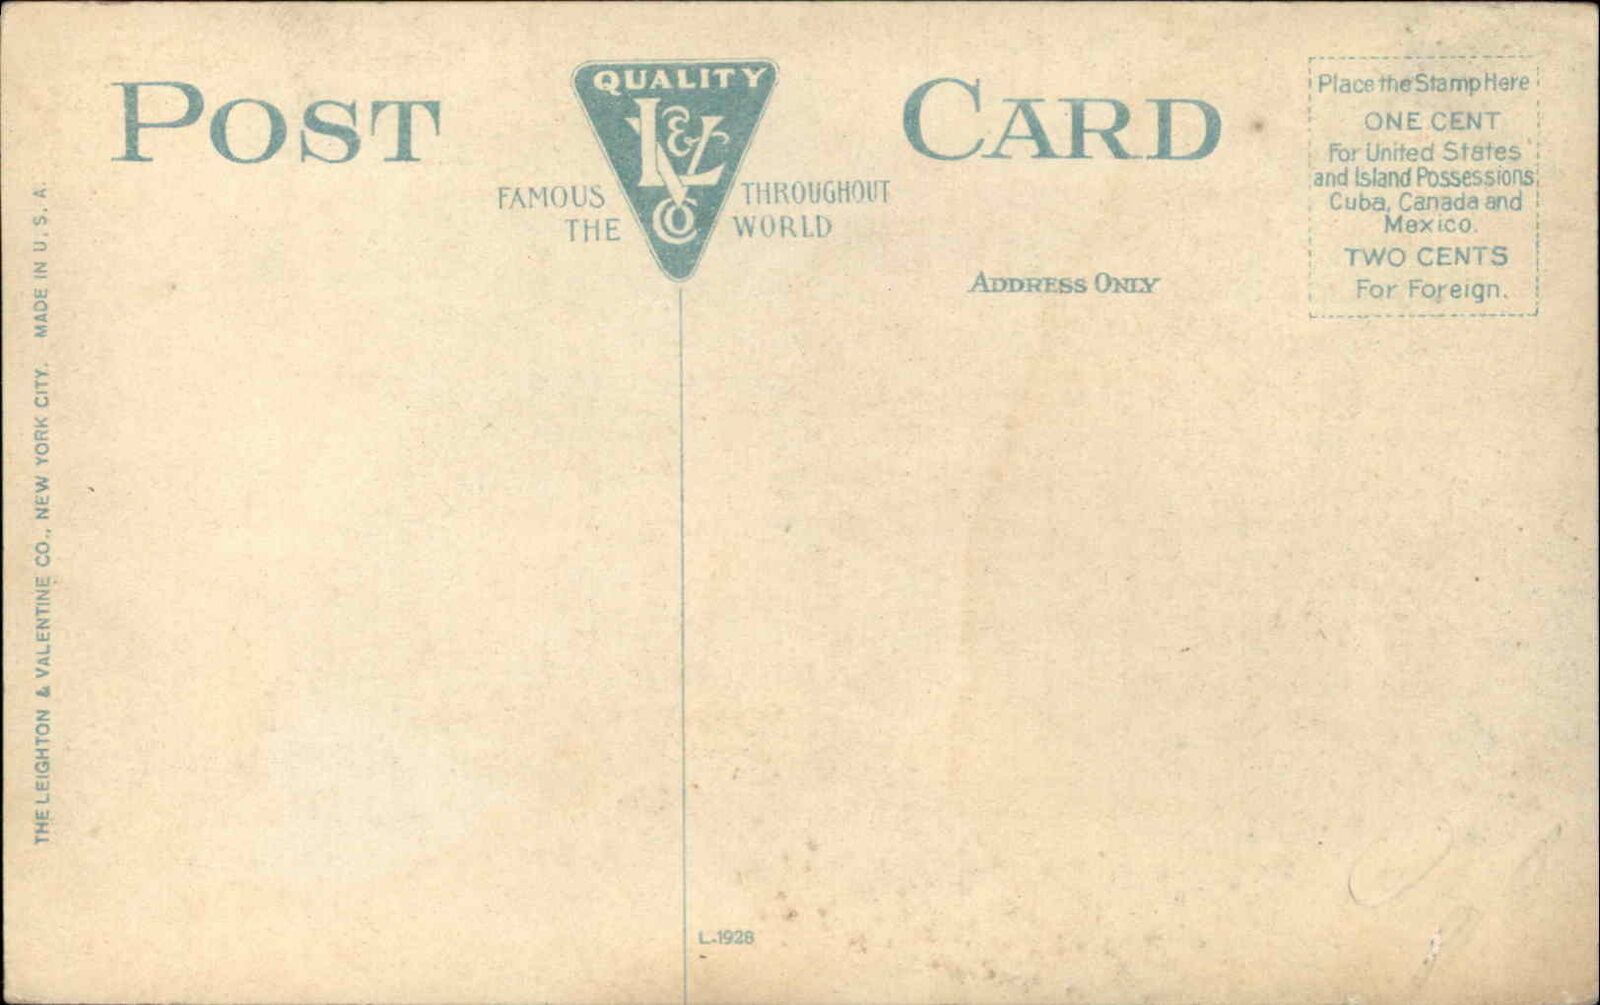 POST CARD
QUALITY
L & V
CO
FAMOUS THROUGHOUT
THE WORLD
ADDRESS ONLY
Place the Stamp Here
ONE CENT
For United States
and Island Possessions,
Cuba, Canada and
Mexico.
TWO CENTS
For Foreign.
THE LEIGHTON & VALENTINE CO., NEW YORK CITY. MADE IN U. S. A.
L-1928